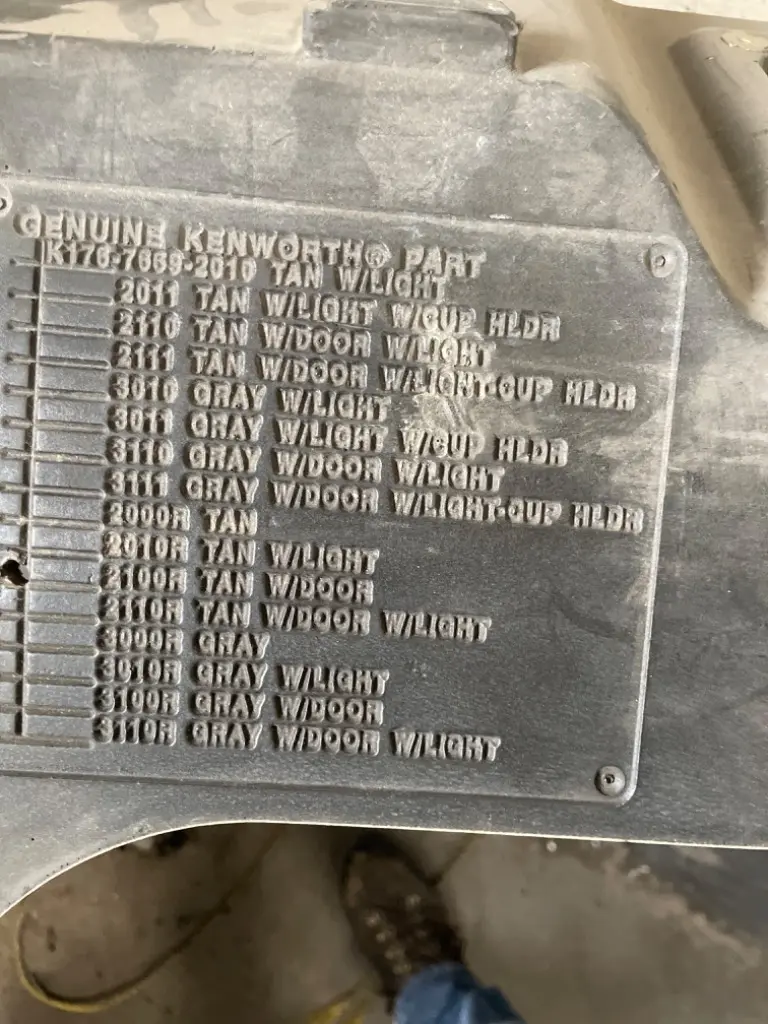 GENUINE KENWORTH® PART
K176-7669-2010 TAN W/LIGHT
2011 TAN W/LIGHT W/CUP HLDR
2110 TAN W/DOOR W/LIGHT
2111 TAN W/DOOR W/LIGHT-CUP HLDR
3010 GRAY W/LIGHT
3011 GRAY W/LIGHT W/CUP HLDR
3110 GRAY W/DOOR W/LIGHT
3111 GRAY W/DOOR W/LIGHT-CUP HLDR
2000R TAN
2010R TAN W/LIGHT
2100R TAN W/DOOR
2110R TAN W/DOOR W/LIGHT
3000R GRAY
3010R GRAY W/LIGHT
3100R GRAY W/DOOR
3110R GRAY W/DOOR W/LIGHT